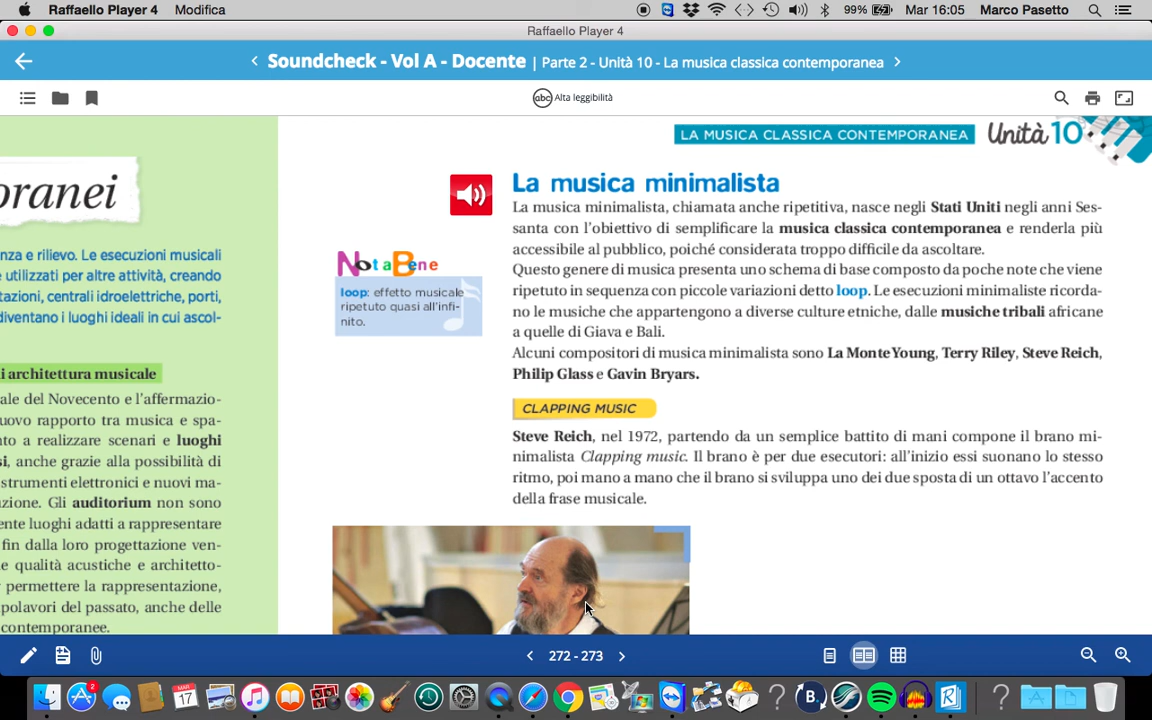 Raffaello Player 4 Modifica 99% Mar 16:05 Marco Pasetto
Raffaello Player 4
Soundcheck - Vol A - Docente | Parte 2 - Unità 10 - La musica classica contemporanea
abc Alta leggibilità
LA MUSICA CLASSICA CONTEMPORANEA Unità 10
oranei
nza e rilievo. Le esecuzioni musicali
e utilizzati per altre attività, creando
tazioni, centrali idroelettriche, porti,
diventano i luoghi ideali in cui ascol-
i architettura musicale
ale del Novecento e l'affermazio-
uovo rapporto tra musica e spa-
nto a realizzare scenari e luoghi
si, anche grazie alla possibilità di
strumenti elettronici e nuovi ma-
uzione. Gli auditorium non sono
ente luoghi adatti a rappresentare
fin dalla loro progettazione ven-
e qualità acustiche e architetto-
r permettere la rappresentazione,
apolavori del passato, anche delle
contemporanee.
Nota Bene
loop: effetto musicale
ripetuto quasi all'infi-
nito.
La musica minimalista
La musica minimalista, chiamata anche ripetitiva, nasce negli Stati Uniti negli anni Ses-
santa con l'obiettivo di semplificare la musica classica contemporanea e renderla più
accessibile al pubblico, poiché considerata troppo difficile da ascoltare.
Questo genere di musica presenta uno schema di base composto da poche note che viene
ripetuto in sequenza con piccole variazioni detto loop. Le esecuzioni minimaliste ricorda-
no le musiche che appartengono a diverse culture etniche, dalle musiche tribali africane
a quelle di Giava e Bali.
Alcuni compositori di musica minimalista sono La Monte Young, Terry Riley, Steve Reich,
Philip Glass e Gavin Bryars.
CLAPPING MUSIC
Steve Reich, nel 1972, partendo da un semplice battito di mani compone il brano mi-
nimalista Clapping music. Il brano è per due esecutori: all'inizio essi suonano lo stesso
ritmo, poi mano a mano che il brano si sviluppa uno dei due sposta di un ottavo l'accento
della frase musicale.
272 - 273
2
MAR
17